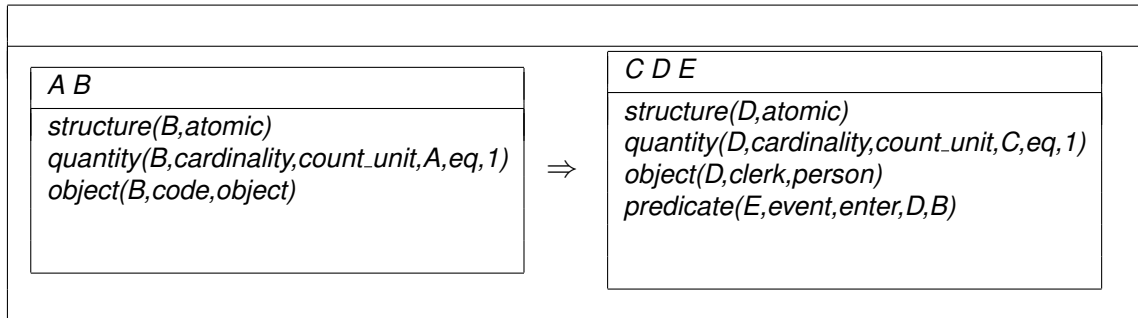 A B
structure(B,atomic)
quantity(B,cardinality,count_unit,A,eq,1)
object(B,code,object)
⇒
C D E
structure(D,atomic)
quantity(D,cardinality,count_unit,C,eq,1)
object(D,clerk,person)
predicate(E,event,enter,D,B)